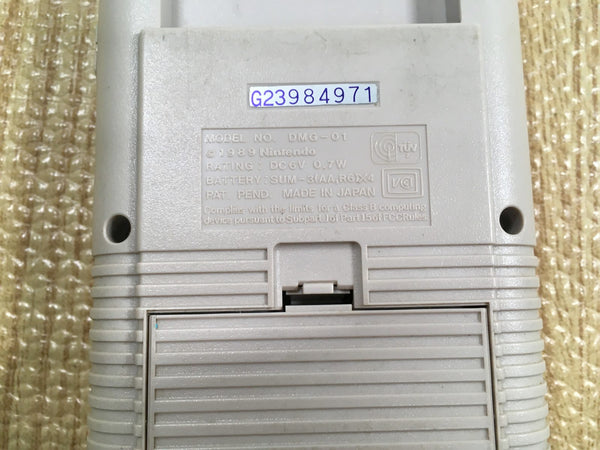 G23984971
MODEL NO. DMG-01
© 1989 Nintendo
RATING: DC6V 0.7W
BATTERY: SUM-3(AA,R6)X4
PAT. PEND. MADE IN JAPAN
TÜV
Complies with the limits for a Class B computing
device pursuant to Subpart J of Part 15 of FCC Rules.